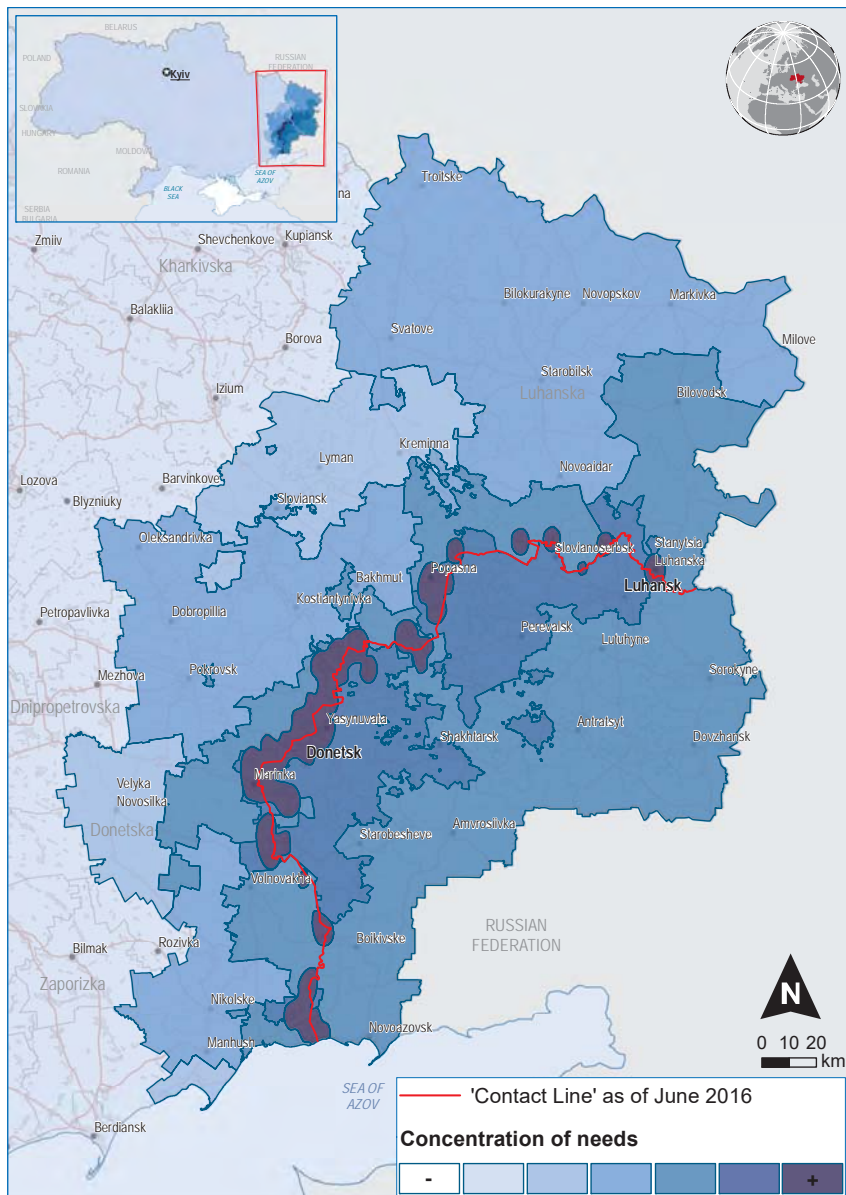 BELARUS
POLAND
RUSSIAN
FEDERATION
Kyiv
SLOVAKIA
HUNGARY
MOLDOVA
ROMANIA
SEA OF
AZOV
BLACK
SEA
SERBIA
BULGARIA
na
Troitske
Zmiiv
Shevchenkove
Kupiansk
Kharkivska
Bilokurakyne
Novopskov
Markivka
Balakliia
Svatove
Borova
Milove
Starobilsk
Izium
Luhanska
Bilovodsk
Kreminna
Lyman
Novoaidar
Lozova
Barvinkove
Blyzniuky
Sloviansk
Oleksandrivka
Slovianoserbsk
Stanytsia
Luhanska
Popasna
Bakhmut
Luhansk
Kostiantynivka
Dobropillia
Petropavlivka
Perevalsk
Lutuhyne
Pokrovsk
Mezhova
Sorokyne
Dnipropetrovska
Yasynuvata
Antratsyt
Shakhtarsk
Dovzhansk
Donetsk
Marinka
Velyka
Novosilka
Donetska
Amvrosiivka
Starobesheve
Volnovakha
RUSSIAN
FEDERATION
Boikivske
Rozivka
Bilmak
Zaporizka
Nikolske
Novoazovsk
Manhush
N
0 10 20
km
SEA OF
AZOV
Berdiansk
'Contact Line' as of June 2016
Concentration of needs
- +